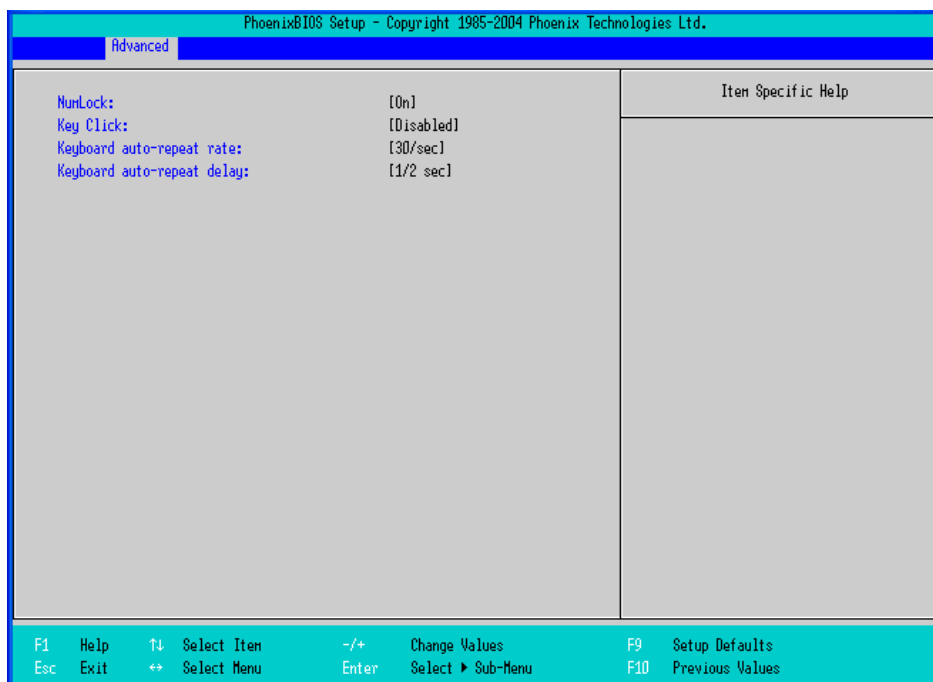 PhoenixBIOS Setup - Copyright 1985-2004 Phoenix Technologies Ltd.
Advanced
Item Specific Help
NumLock: [On]
Key Click: [Disabled]
Keyboard auto-repeat rate: [30/sec]
Keyboard auto-repeat delay: [1/2 sec]
F1 Help ↑↓ Select Item -/+ Change Values F9 Setup Defaults
Esc Exit ↔ Select Menu Enter Select ▶ Sub-Menu F10 Previous Values